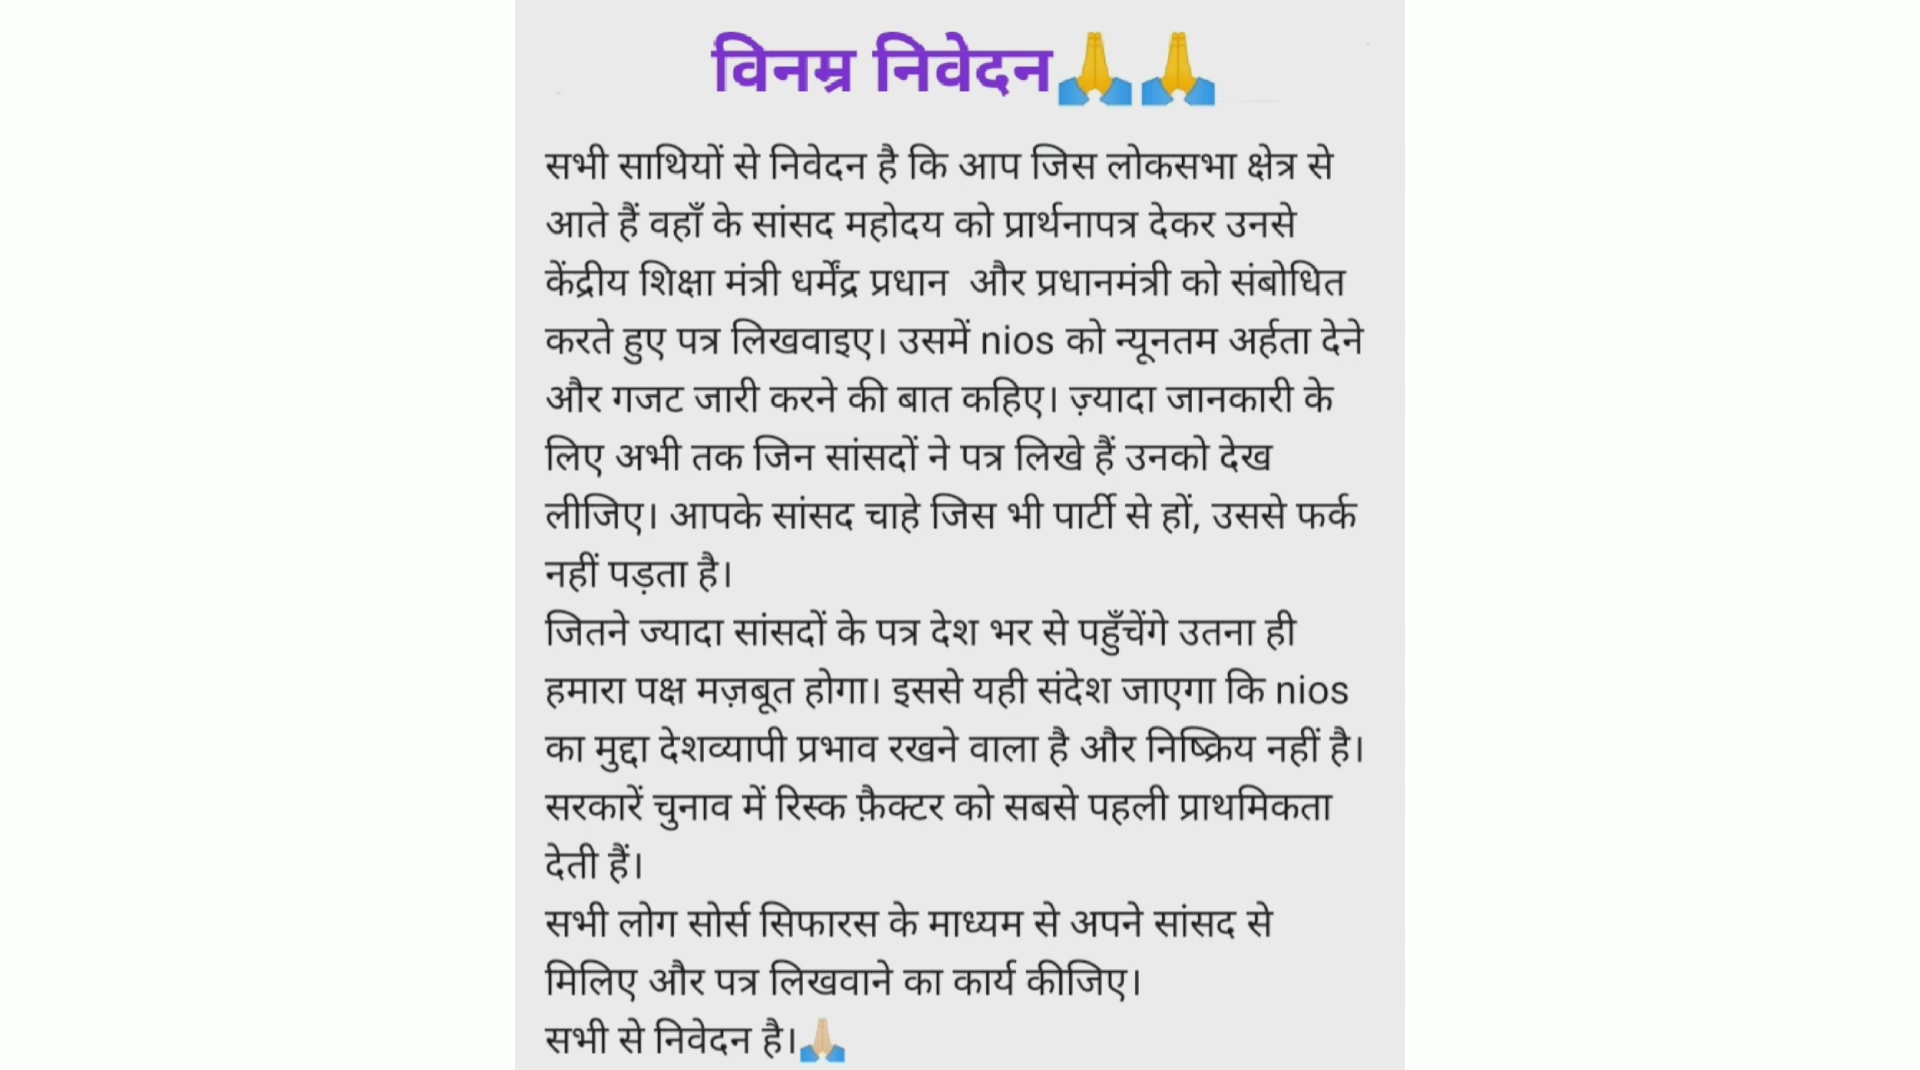 विनम्र निवेदन🙏🙏
सभी साथियों से निवेदन है कि आप जिस लोकसभा क्षेत्र से
आते हैं वहाँ के सांसद महोदय को प्रार्थनापत्र देकर उनसे
केंद्रीय शिक्षा मंत्री धर्मेंद्र प्रधान  और प्रधानमंत्री को संबोधित
करते हुए पत्र लिखवाइए। उसमें nios को न्यूनतम अर्हता देने
और गजट जारी करने की बात कहिए। ज़्यादा जानकारी के
लिए अभी तक जिन सांसदों ने पत्र लिखे हैं उनको देख
लीजिए। आपके सांसद चाहे जिस भी पार्टी से हों, उससे फर्क
नहीं पड़ता है।
जितने ज्यादा सांसदों के पत्र देश भर से पहुँचेंगे उतना ही
हमारा पक्ष मज़बूत होगा। इससे यही संदेश जाएगा कि nios
का मुद्दा देशव्यापी प्रभाव रखने वाला है और निष्क्रिय नहीं है।
सरकारें चुनाव में रिस्क फ़ैक्टर को सबसे पहली प्राथमिकता
देती हैं।
सभी लोग सोर्स सिफारस के माध्यम से अपने सांसद से
मिलिए और पत्र लिखवाने का कार्य कीजिए।
सभी से निवेदन है।🙏🏼